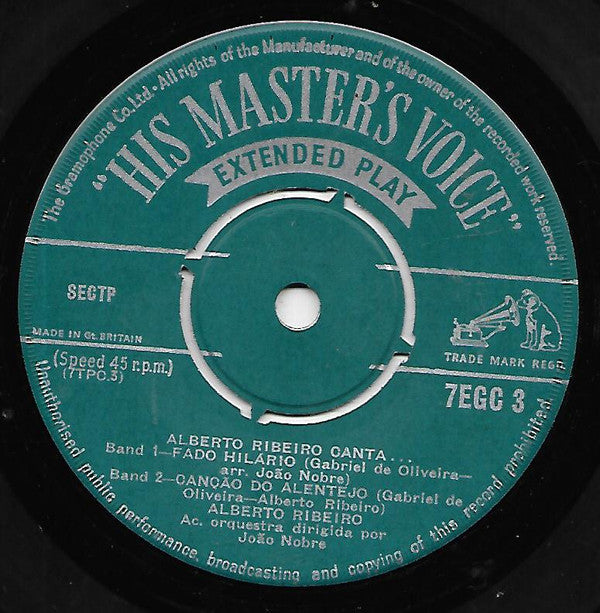 The Gramophone Co. Ltd. · All rights of the Manufacturer and of the owner of the recorded work reserved.
"HIS MASTER'S VOICE"
EXTENDED PLAY
SECTP
MADE IN Gt. BRITAIN
TRADE MARK REGD
(Speed 45 r.p.m.)
(7TPC.3)
7EGC 3
ALBERTO RIBEIRO CANTA...
Band 1—FADO HILÁRIO (Gabriel de Oliveira—
arr. João Nobre)
Band 2—CANÇÃO DO ALENTEJO (Gabriel de
Oliveira—Alberto Ribeiro)
ALBERTO RIBEIRO
Ac. orquestra dirigida por
João Nobre
Unauthorised public performance, broadcasting and copying of this record prohibited.